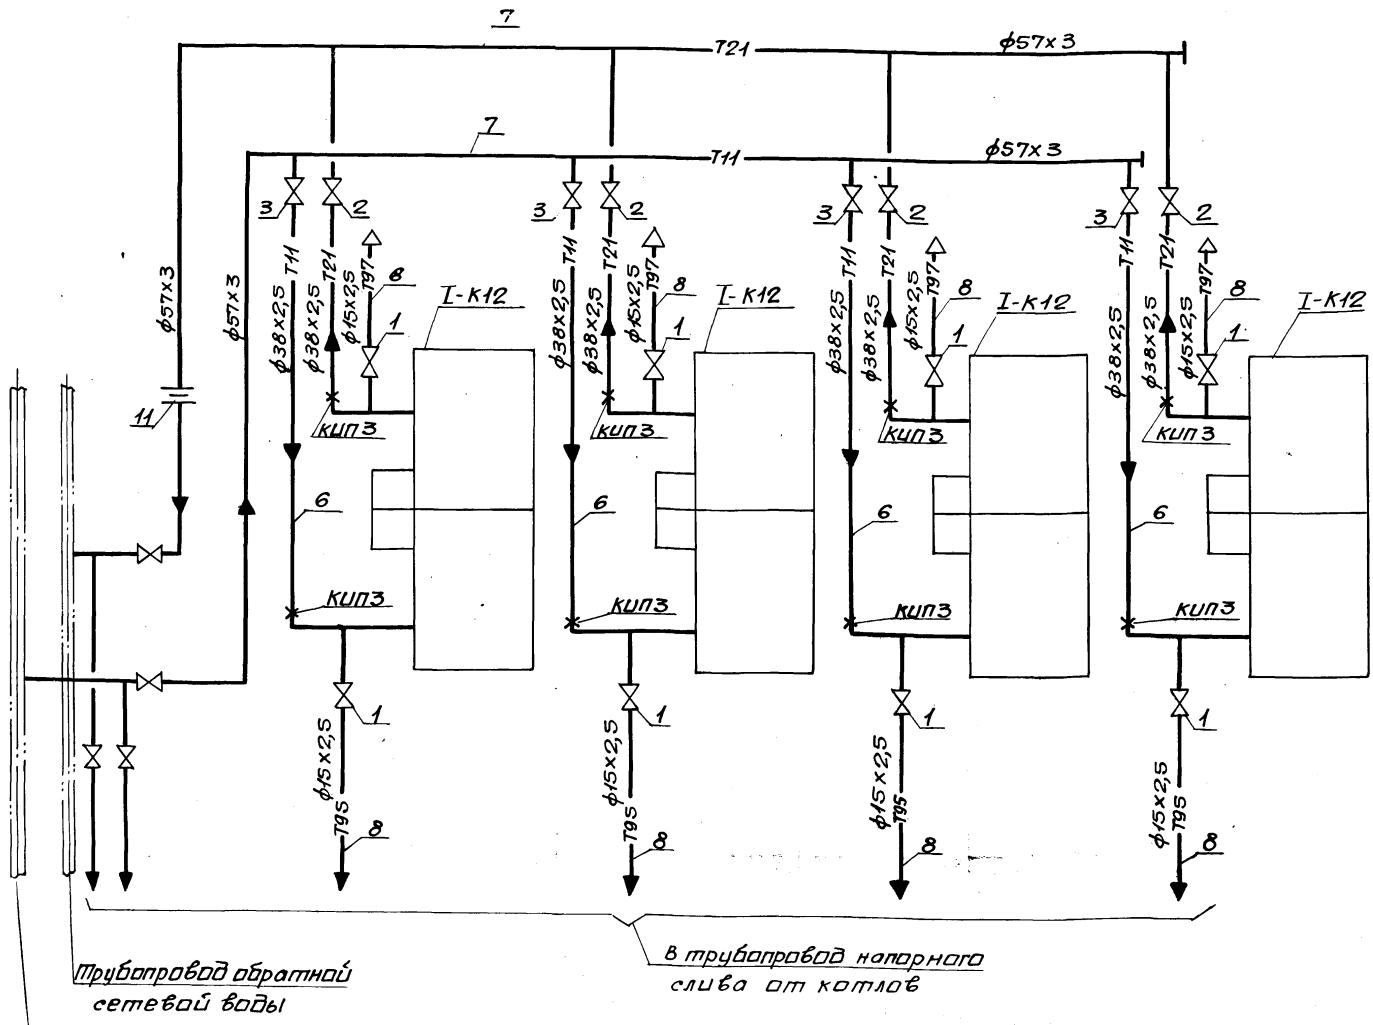 7
Т21
ф57х3
7
Т11
ф57х3
3
2
3
2
3
2
3
2
ф57х3
ф57х3
ф38х2,5 Т11
ф38х2,5 Т21
ф15х2,5
Т97
8
I-К12
1
ф38х2,5 Т11
ф38х2,5 Т21
ф15х2,5
Т97
8
I-К12
1
ф38х2,5 Т11
ф38х2,5 Т21
ф15х2,5
Т97
8
I-К12
1
ф38х2,5
Т11
ф38х2,5 Т21
ф15х2,5
Т97
8
I-К12
1
11
КИП3
КИП3
КИП3
КИП3
6
6
6
6
КИП3
КИП3
КИП3
КИП3
1
1
1
1
ф15х2,5
Т95
8
ф15х2,5
Т95
8
ф15х2,5
Т95
8
ф15х2,5
Т95
8
Трубопровод обратной
сетевой воды
В трубопровод напорного
слива от котлов